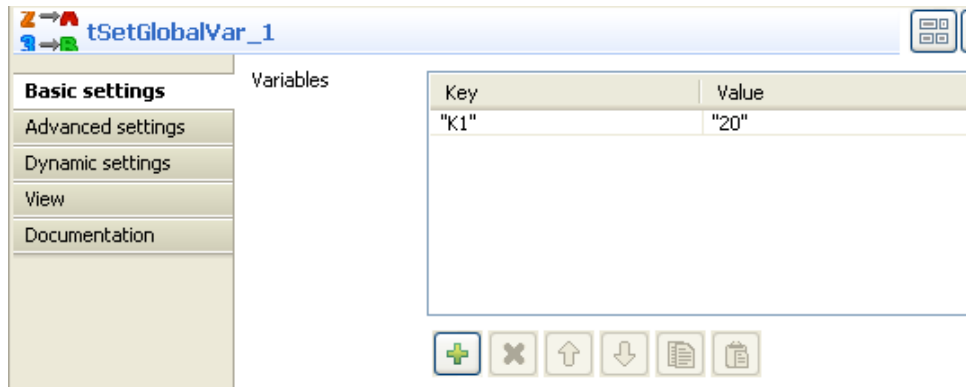 tSetGlobalVar_1
Basic settings
Advanced settings
Dynamic settings
View
Documentation
Variables
Key Value
"K1" "20"